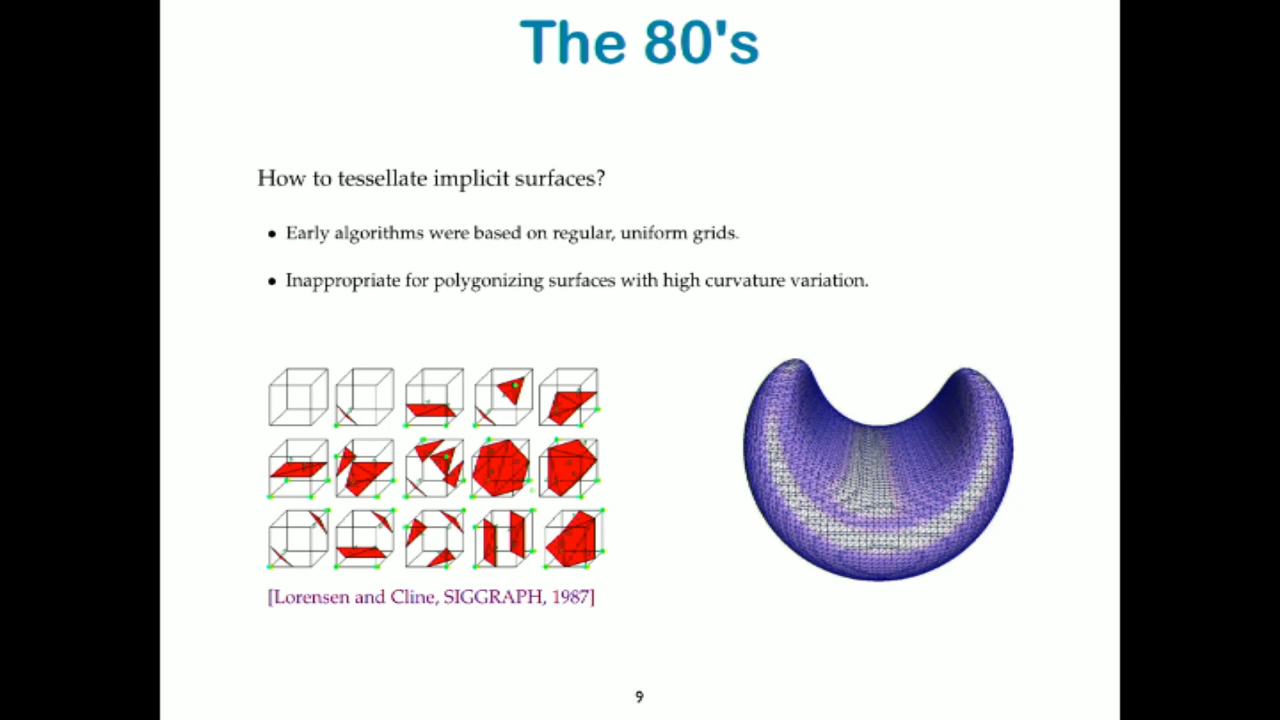 The 80's
How to tessellate implicit surfaces?
• Early algorithms were based on regular, uniform grids.
• Inappropriate for polygonizing surfaces with high curvature variation.
[Lorensen and Cline, SIGGRAPH, 1987]
9